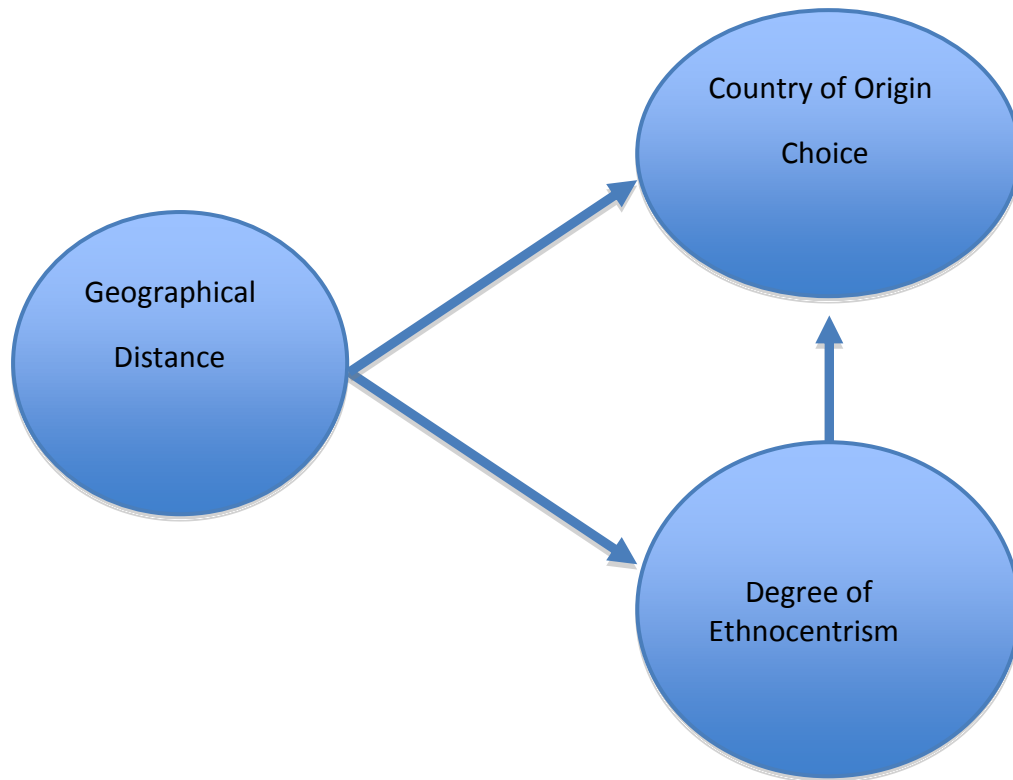 Country of Origin
Choice
Geographical
Distance
Degree of
Ethnocentrism